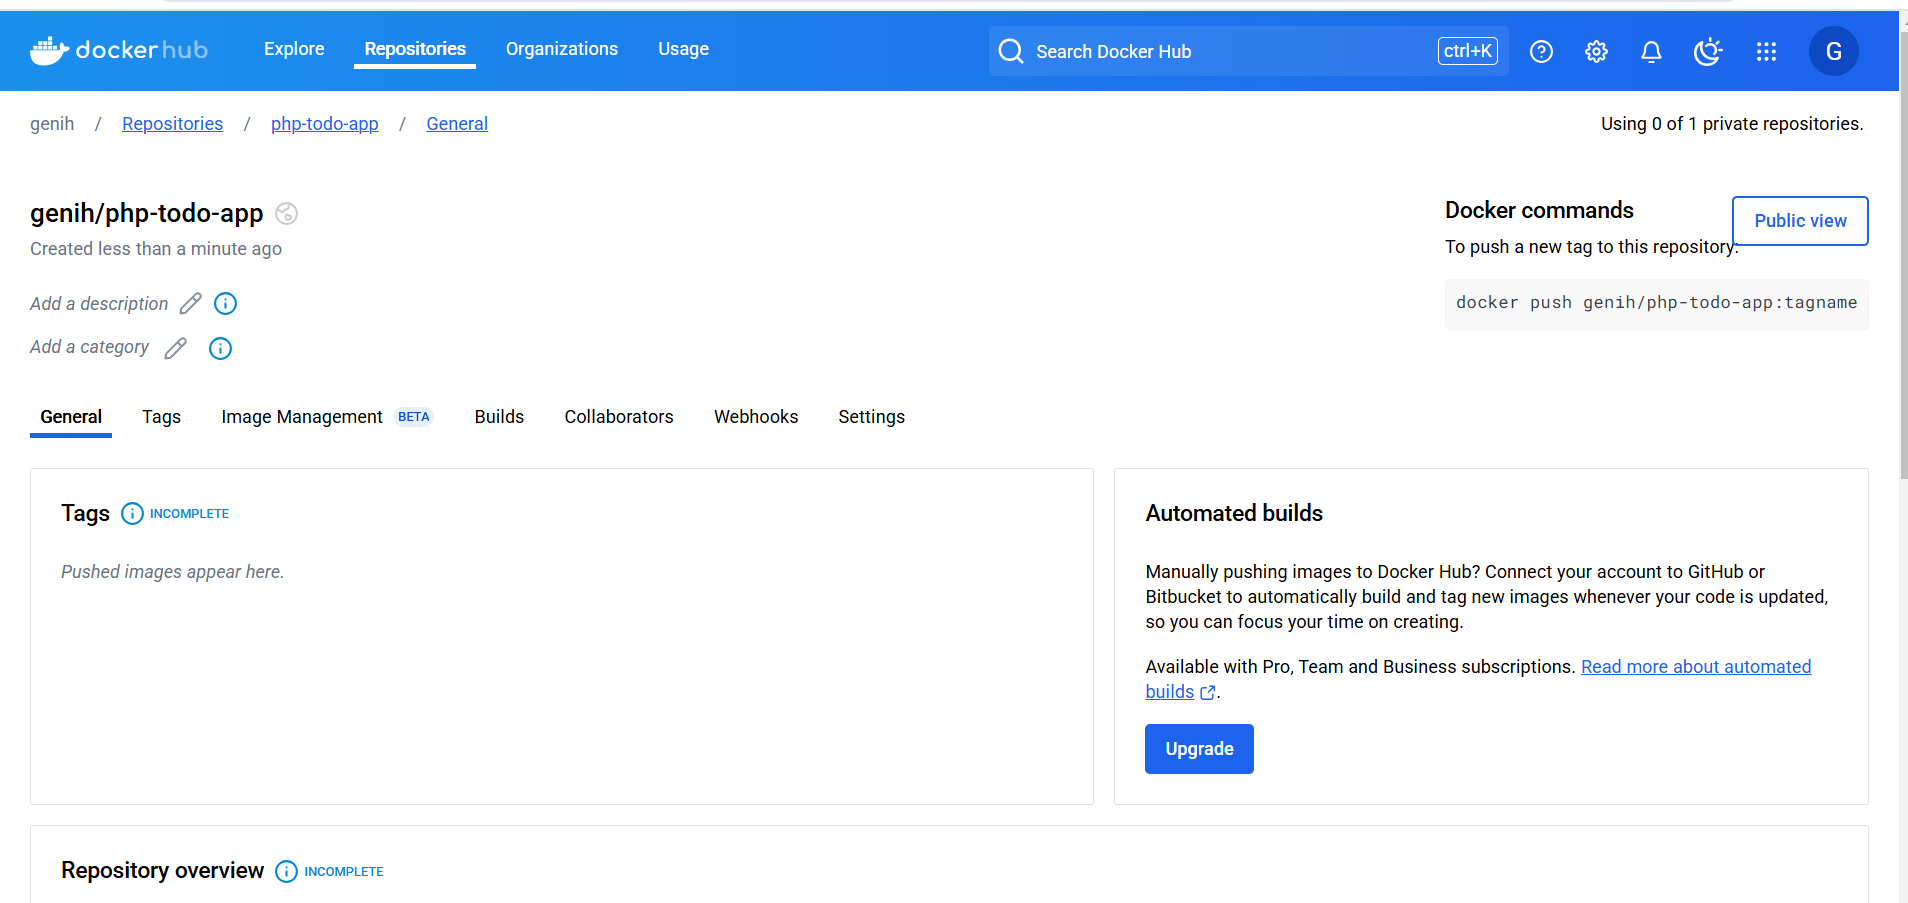 dockerhub
Explore
Repositories
Organizations
Usage
Search Docker Hub
ctrl+K
G
genih / Repositories / php-todo-app / General
Using 0 of 1 private repositories.
genih/php-todo-app
Created less than a minute ago
Add a description
Add a category
Docker commands
Public view
To push a new tag to this repository:
docker push genih/php-todo-app:tagname
General
Tags
Image Management BETA
Builds
Collaborators
Webhooks
Settings
Tags INCOMPLETE
Pushed images appear here.
Automated builds
Manually pushing images to Docker Hub? Connect your account to GitHub or
Bitbucket to automatically build and tag new images whenever your code is updated,
so you can focus your time on creating.
Available with Pro, Team and Business subscriptions. Read more about automated
builds.
Upgrade
Repository overview INCOMPLETE